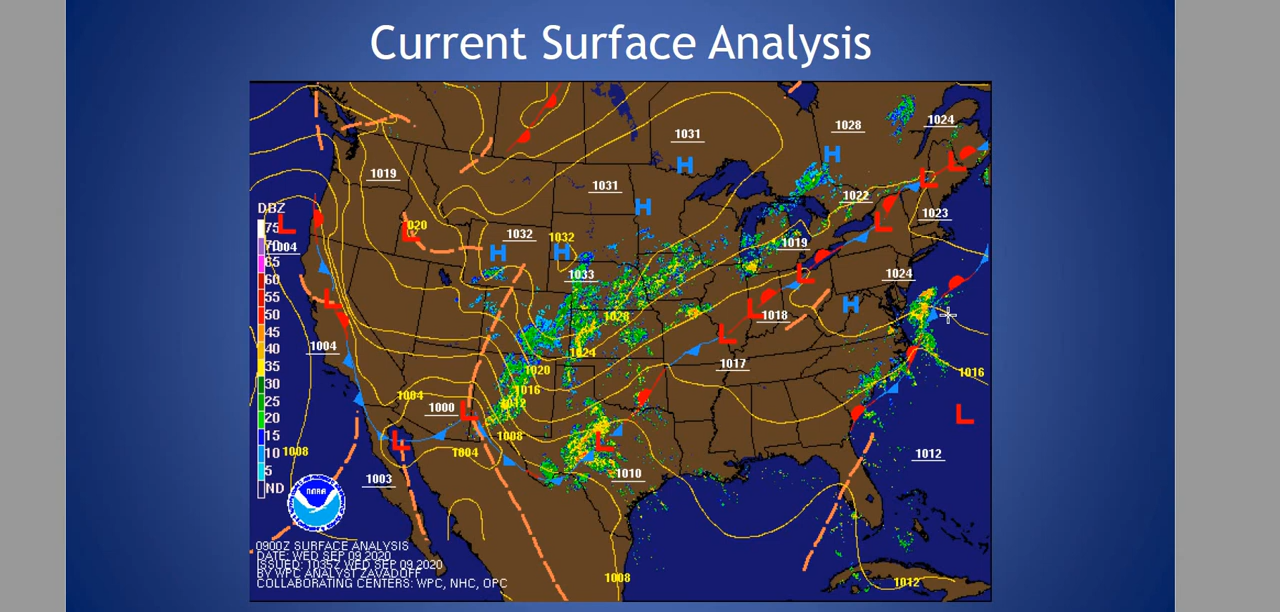 Current Surface Analysis
1031
1028
1024
1019
1031
1022
1023
DBZ
75
70
65
60
55
50
45
40
35
30
25
20
15
10
5
ND
1004
1020
1032
1032
1033
1019
1024
1028
1018
1004
1024
1017
1020
1016
1016
1004
1000
1012
1008
1008
1004
1012
1003
1010
NOAA
0900Z SURFACE ANALYSIS
DATE: WED SEP 09 2020
ISSUED: 1035Z WED SEP 09 2020
BY WPC ANALYST ZAVADOFF
COLLABORATING CENTERS: WPC, NHC, OPC
1008
1012
H
H
H
H
H
H
L
L
L
L
L
L
L
L
L
L
L
L
L